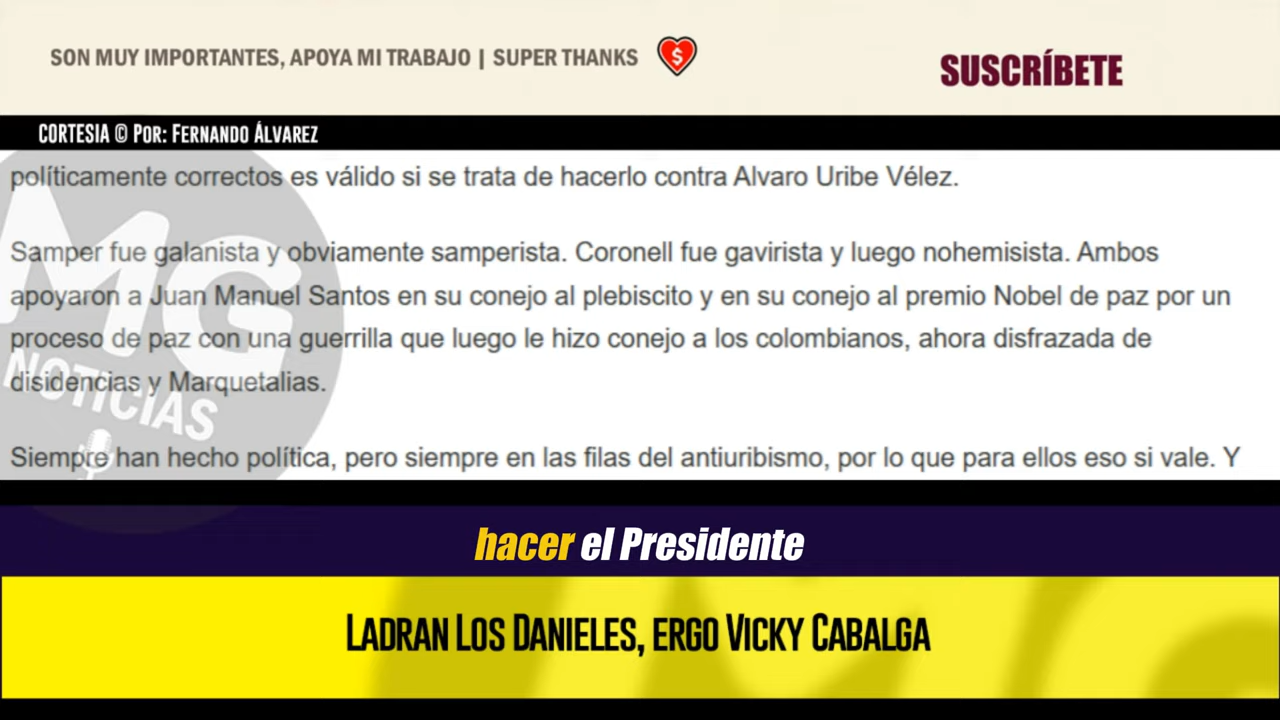 SON MUY IMPORTANTES, APOYA MI TRABAJO | SUPER THANKS
SUSCRÍBETE
CORTESIA © Por: Fernando Álvarez
políticamente correctos es válido si se trata de hacerlo contra Alvaro Uribe Vélez.
Samper fue galanista y obviamente samperista. Coronell fue gavirista y luego nohemisista. Ambos
apoyaron a Juan Manuel Santos en su conejo al plebiscito y en su conejo al premio Nobel de paz por un
proceso de paz con una guerrilla que luego le hizo conejo a los colombianos, ahora disfrazada de
disidencias y Marquetalias.
Siempre han hecho política, pero siempre en las filas del antiuribismo, por lo que para ellos eso si vale. Y
MG
NOTICIAS
hacer el Presidente
Ladran Los Danieles, ergo Vicky Cabalga